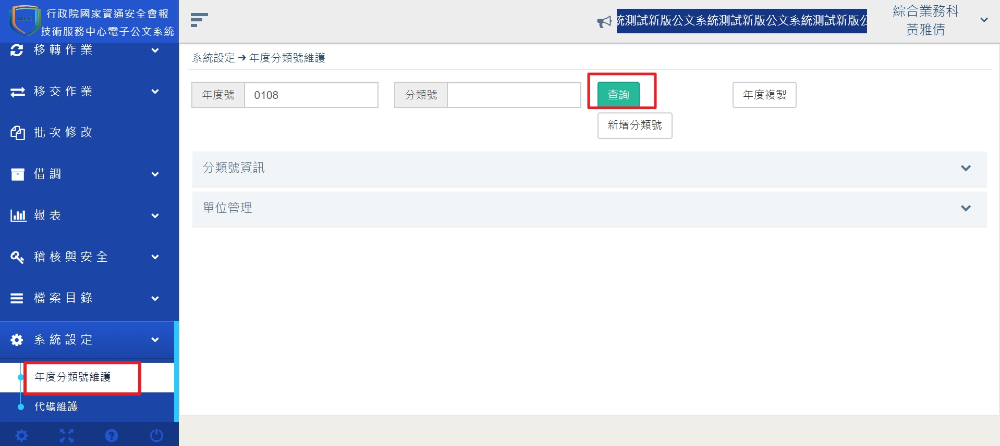 行政院國家資通安全會報
技術服務中心電子公文系統
NCCST
統測試新版公文系統測試新版公文系統測試新版公
綜合業務科
黃雅倩
移轉作業
移交作業
批次修改
借調
報表
稽核與安全
檔案目錄
系統設定
年度分類號維護
代碼維護
系統設定 ➔ 年度分類號維護
年度號 0108 分類號 查詢 年度複製
新增分類號
分類號資訊
單位管理